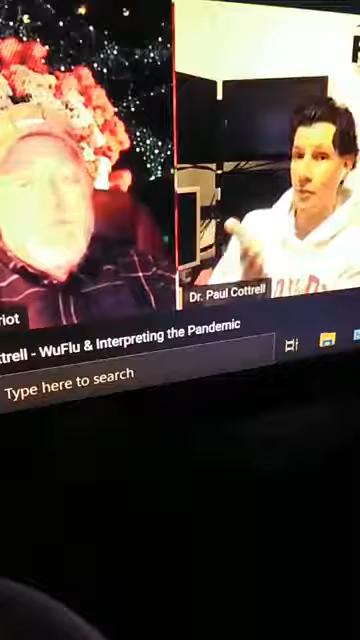 riot
Dr. Paul Cottrell
ttrell - WuFlu & Interpreting the Pandemic
Type here to search